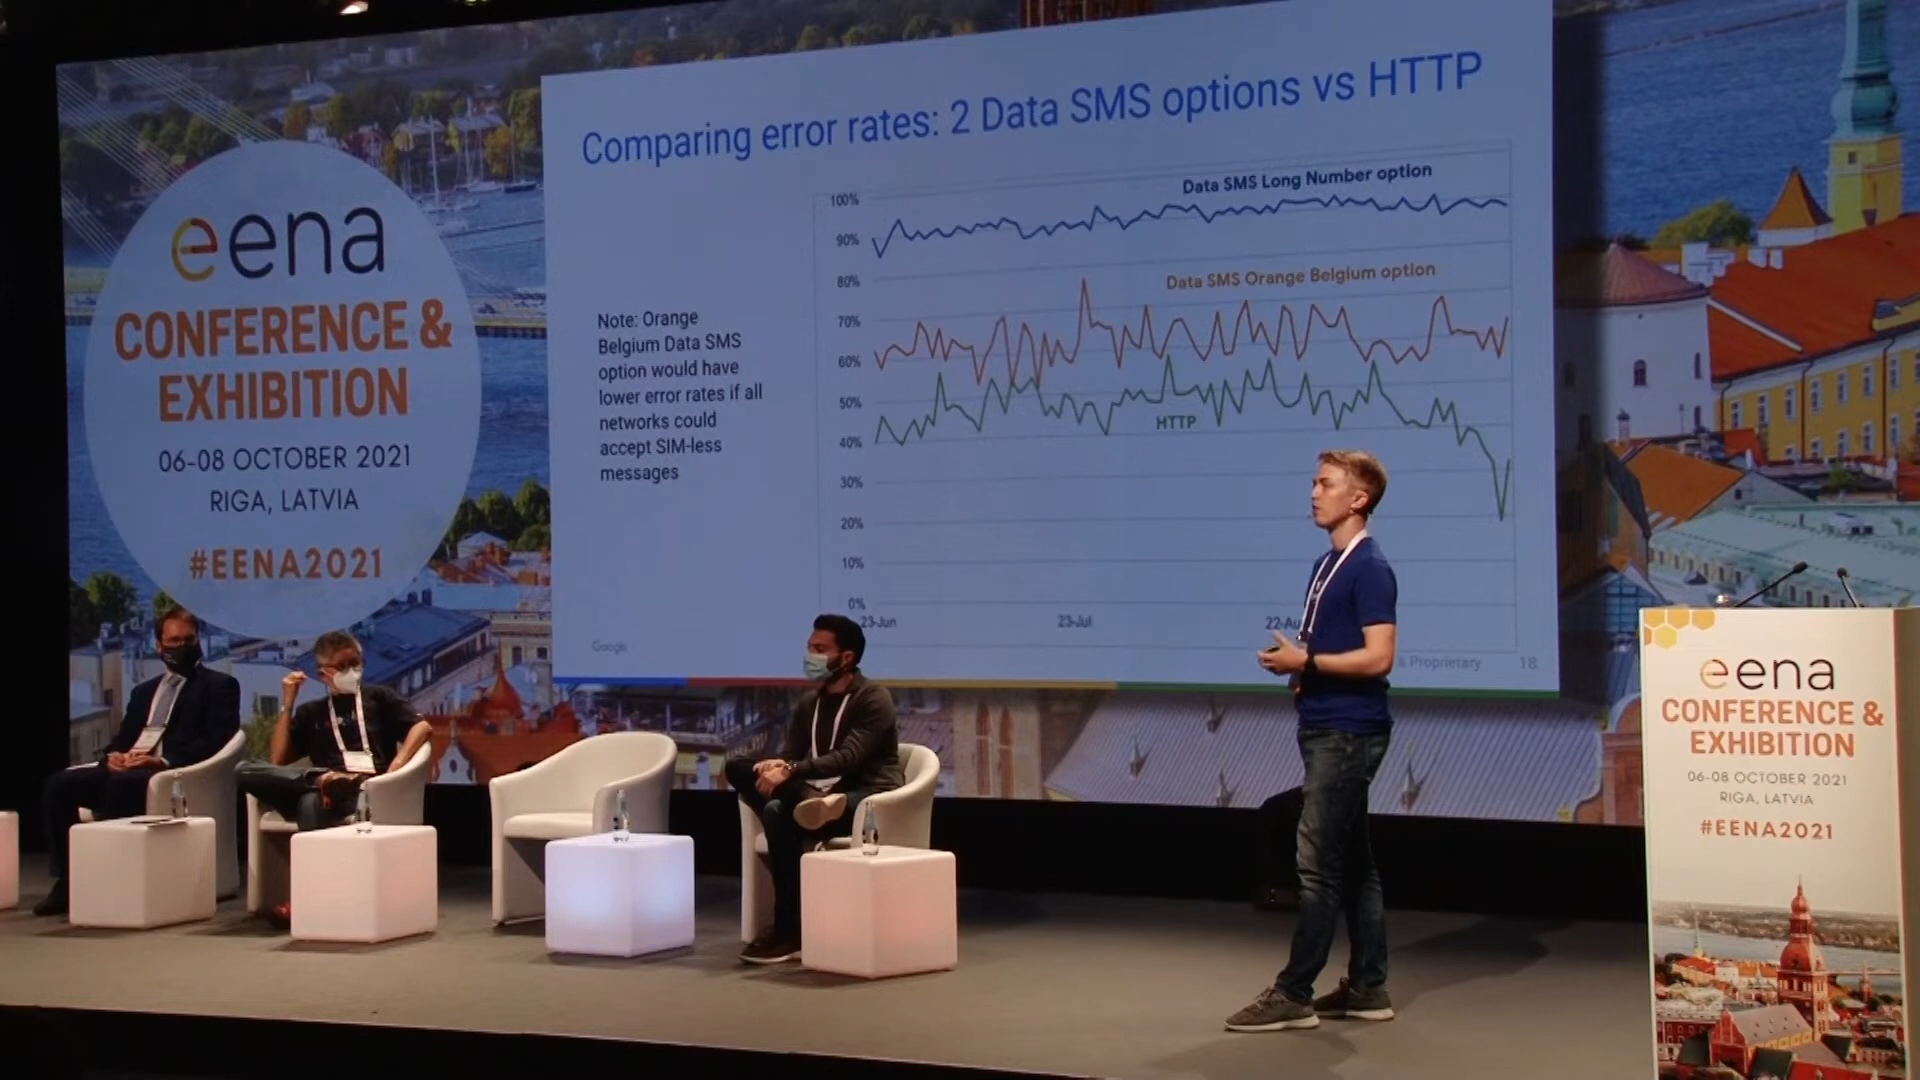 eena
CONFERENCE &
EXHIBITION
06-08 OCTOBER 2021
RIGA, LATVIA
#EENA2021
Comparing error rates: 2 Data SMS options vs HTTP
Note: Orange
Belgium Data SMS
option would have
lower error rates if all
networks could
accept SIM-less
messages
Data SMS Long Number option
Data SMS Orange Belgium option
HTTP
100%
90%
80%
70%
60%
50%
40%
30%
20%
10%
0%
23-Jun
23-Jul
22-Au
Google
& Proprietary
18
eena
CONFERENCE &
EXHIBITION
06-08 OCTOBER 2021
RIGA, LATVIA
#EENA2021